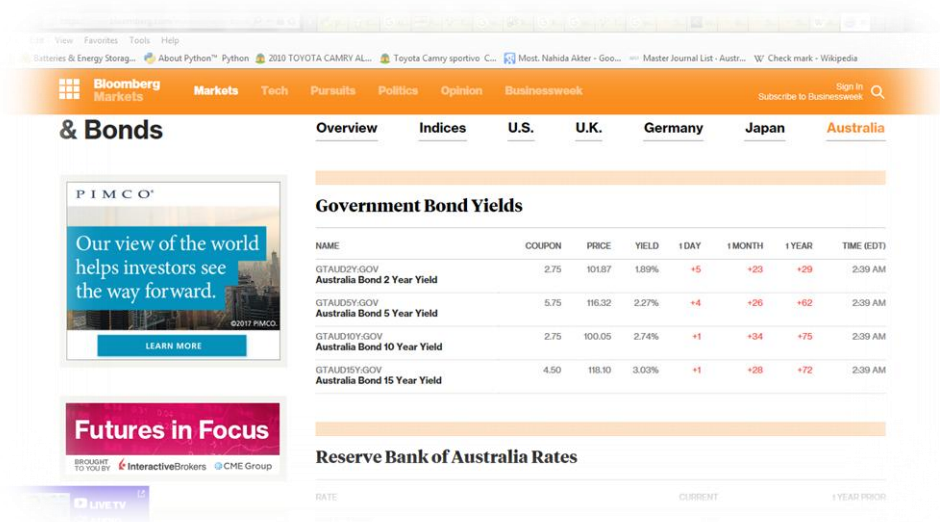 View Favorites Tools Help
Batteries & Energy Storag... About Python™ Python 2010 TOYOTA CAMRY AL... Toyota Camry sportivo C... Most. Nahida Akter - Goo... Master Journal List - Austr... W Check mark - Wikipedia
Bloomberg
Markets
Markets Tech Pursuits Politics Opinion Businessweek
Sign In
Subscribe to Businessweek
& Bonds
Overview Indices U.S. U.K. Germany Japan Australia
PIMCO
Our view of the world
helps investors see
the way forward.
©2017 PIMCO.
LEARN MORE
Government Bond Yields
NAME COUPON PRICE YIELD 1 DAY 1 MONTH 1 YEAR TIME (EDT)
GTAUD2Y:GOV
Australia Bond 2 Year Yield 2.75 101.87 1.89% +5 +23 +29 2:39 AM
GTAUD5Y:GOV
Australia Bond 5 Year Yield 5.75 116.32 2.27% +4 +26 +62 2:39 AM
GTAUD10Y:GOV
Australia Bond 10 Year Yield 2.75 100.05 2.74% +1 +34 +75 2:39 AM
GTAUD15Y:GOV
Australia Bond 15 Year Yield 4.50 118.10 3.03% +1 +28 +72 2:39 AM
Futures in Focus
BROUGHT
TO YOU BY InteractiveBrokers CME Group
Reserve Bank of Australia Rates
RATE CURRENT 1 YEAR PRIOR
LIVE TV